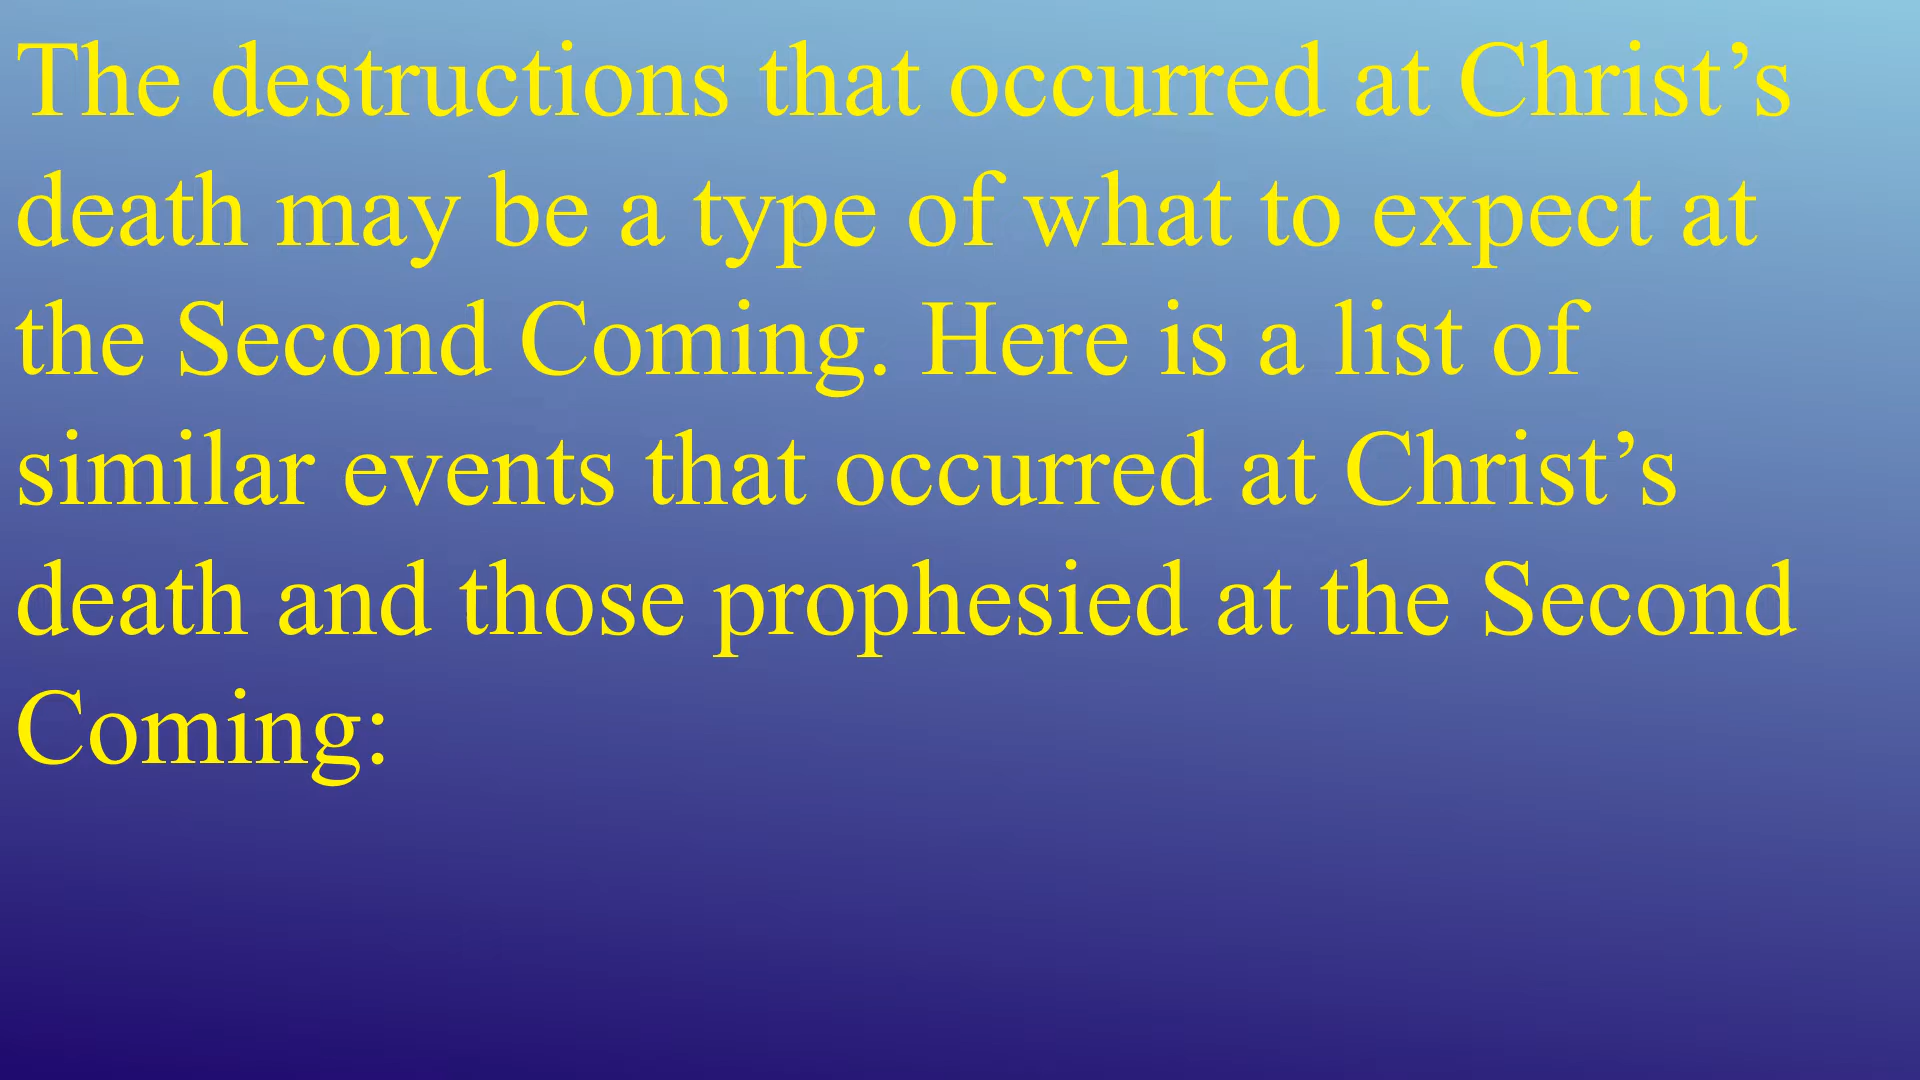 The destructions that occurred at Christ’s
death may be a type of what to expect at
the Second Coming. Here is a list of
similar events that occurred at Christ’s
death and those prophesied at the Second
Coming: